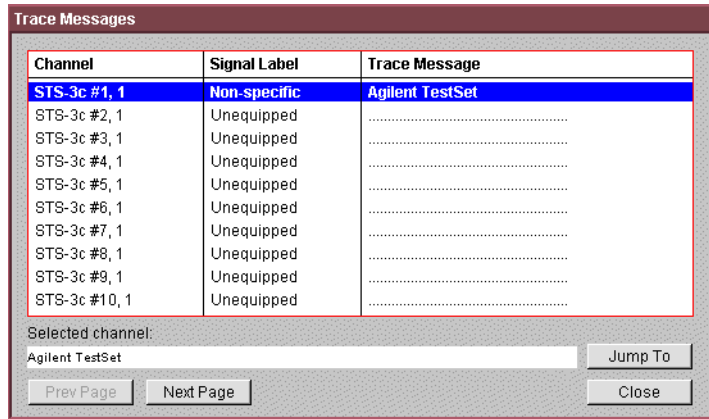 Trace Messages
Channel Signal Label Trace Message
STS-3c #1, 1 Non-specific Agilent TestSet
STS-3c #2, 1 Unequipped ..................................................
STS-3c #3, 1 Unequipped ..................................................
STS-3c #4, 1 Unequipped ..................................................
STS-3c #5, 1 Unequipped ..................................................
STS-3c #6, 1 Unequipped ..................................................
STS-3c #7, 1 Unequipped ..................................................
STS-3c #8, 1 Unequipped ..................................................
STS-3c #9, 1 Unequipped ..................................................
STS-3c #10, 1 Unequipped ..................................................
Selected channel:
Agilent TestSet Jump To
Prev Page Next Page Close